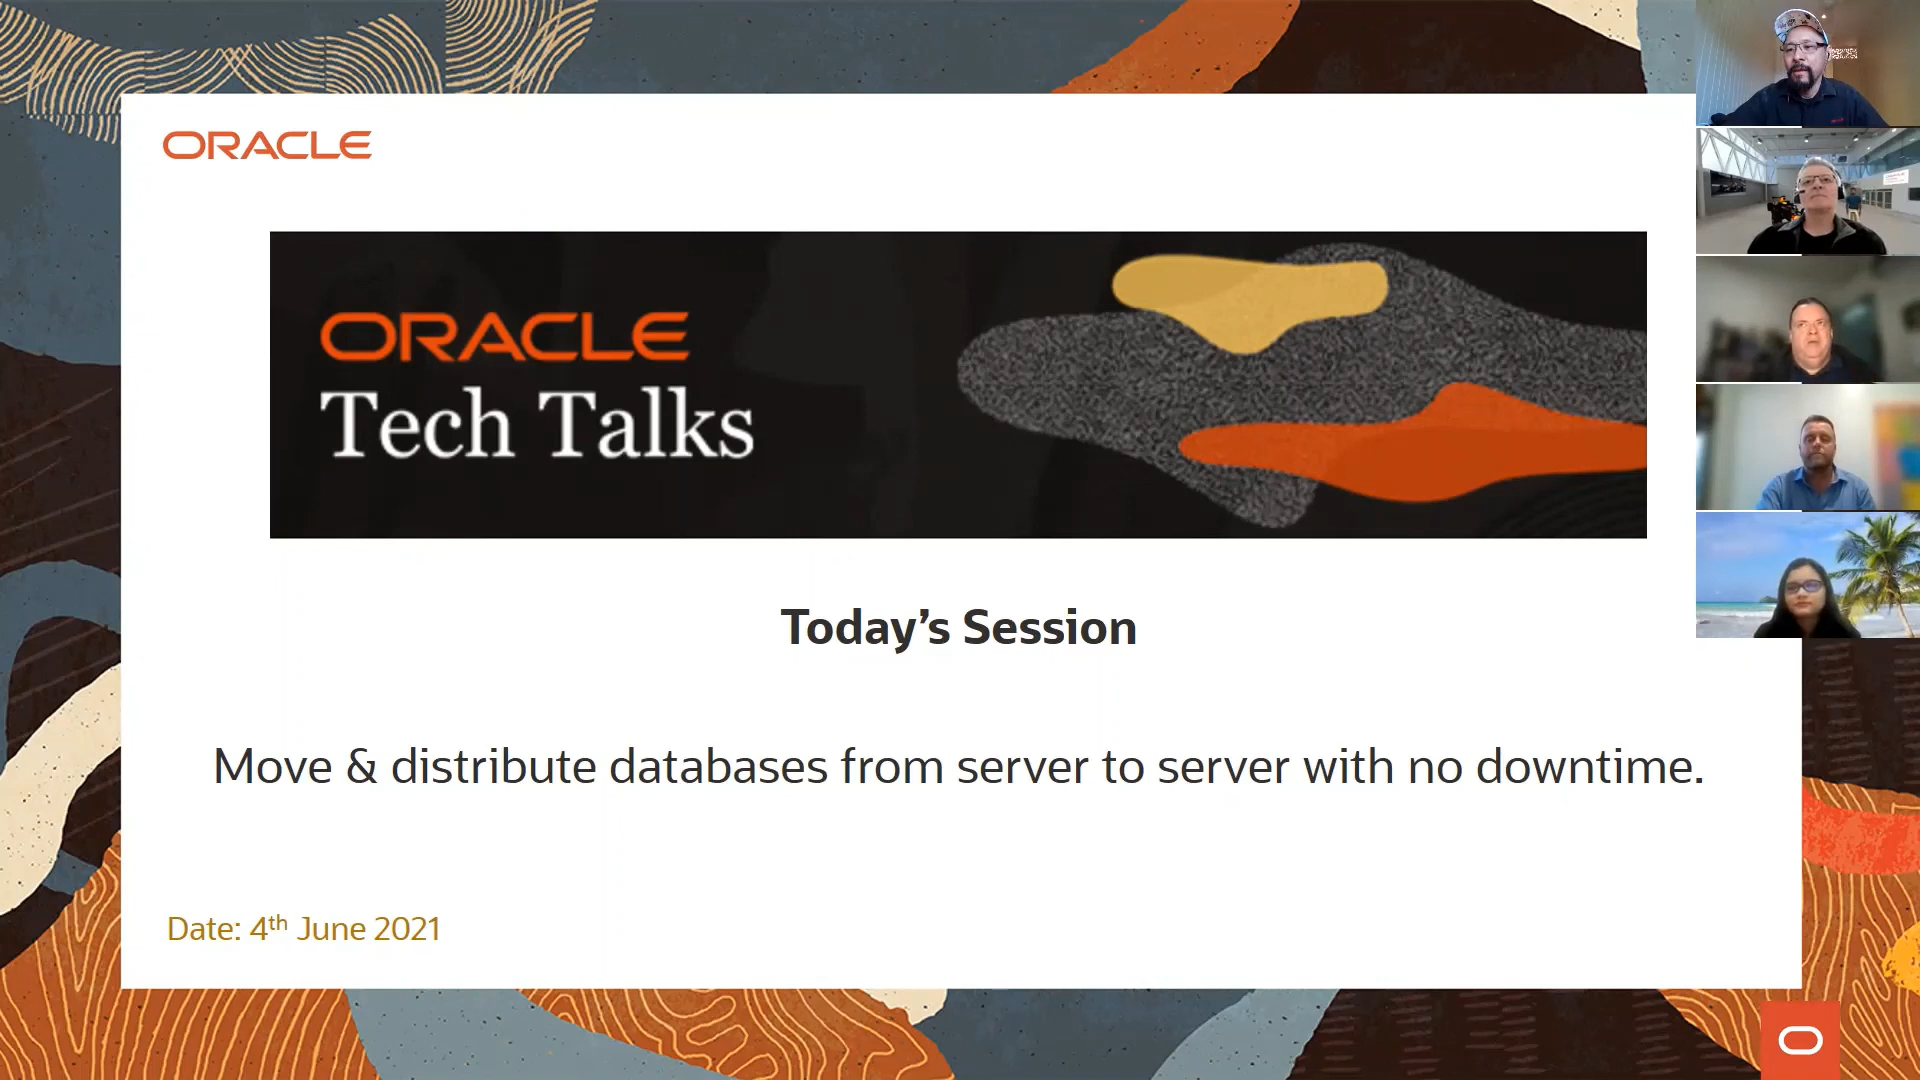 ORACLE
ORACLE
Tech Talks
Today’s Session
Move & distribute databases from server to server with no downtime.
Date: 4th June 2021